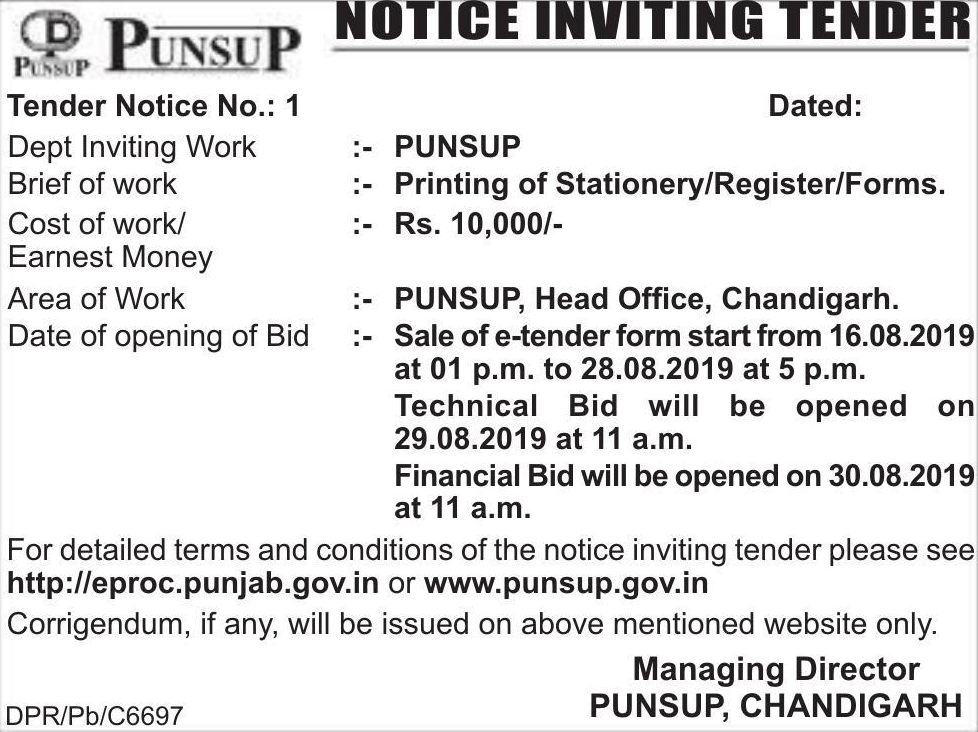 PUNSUP
PUNSUP
NOTICE INVITING TENDER
Tender Notice No.: 1 Dated:
Dept Inviting Work :- PUNSUP
Brief of work :- Printing of Stationery/Register/Forms.
Cost of work/ :- Rs. 10,000/-
Earnest Money
Area of Work :- PUNSUP, Head Office, Chandigarh.
Date of opening of Bid :- Sale of e-tender form start from 16.08.2019
at 01 p.m. to 28.08.2019 at 5 p.m.
Technical Bid will be opened on
29.08.2019 at 11 a.m.
Financial Bid will be opened on 30.08.2019
at 11 a.m.
For detailed terms and conditions of the notice inviting tender please see
http://eproc.punjab.gov.in or www.punsup.gov.in
Corrigendum, if any, will be issued on above mentioned website only.
Managing Director
PUNSUP, CHANDIGARH
DPR/Pb/C6697